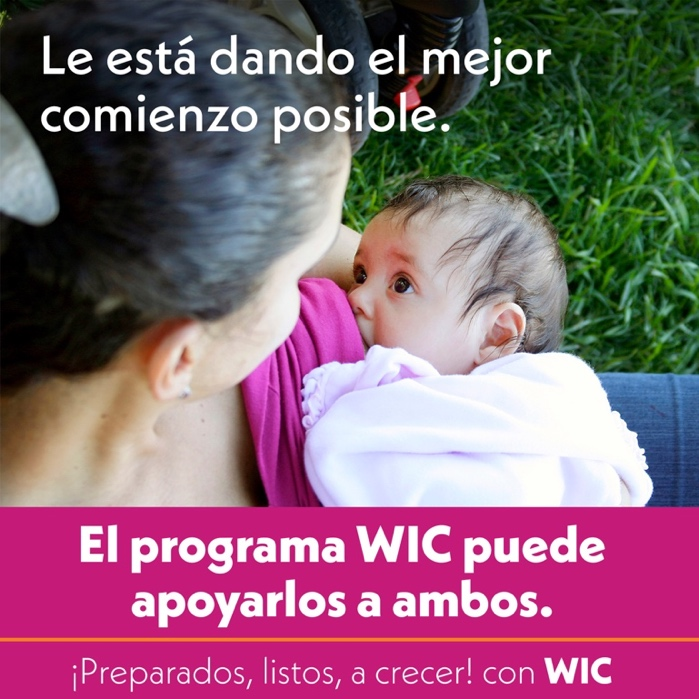 Le está dando el mejor
comienzo posible.
El programa WIC puede
apoyarlos a ambos.
¡Preparados, listos, a crecer! con WIC